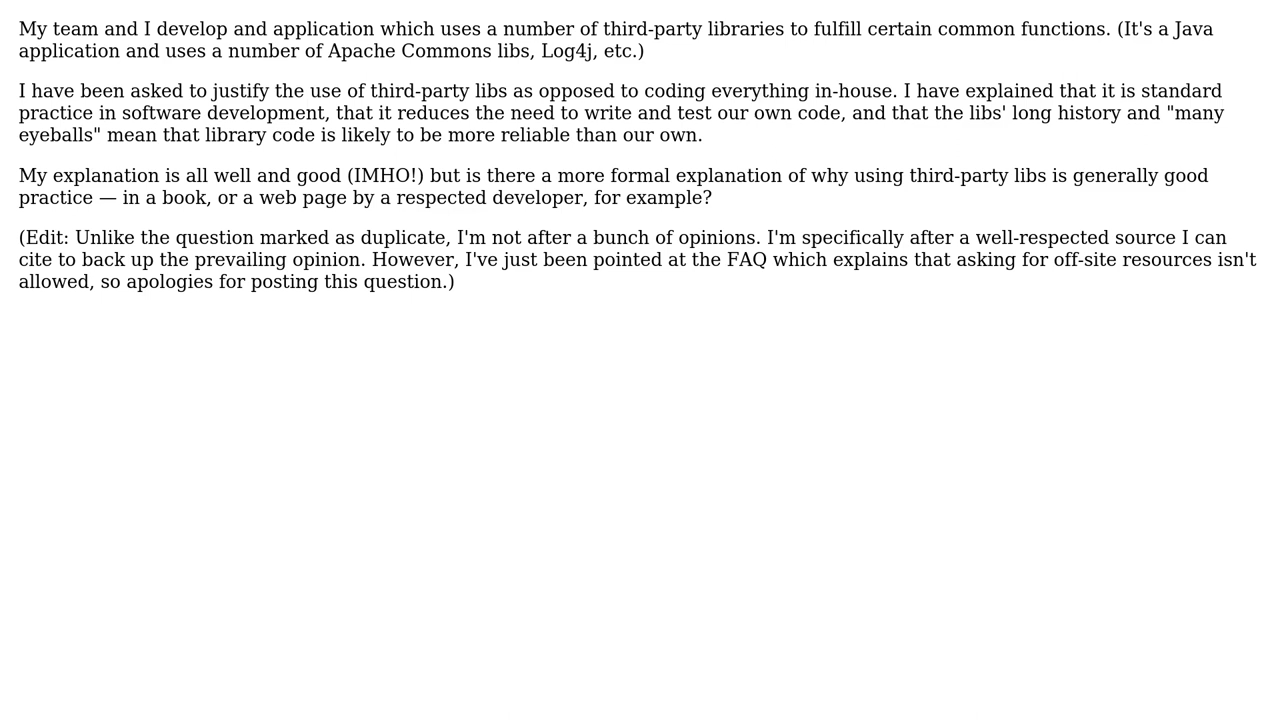 My team and I develop and application which uses a number of third-party libraries to fulfill certain common functions. (It's a Java
application and uses a number of Apache Commons libs, Log4j, etc.)
I have been asked to justify the use of third-party libs as opposed to coding everything in-house. I have explained that it is standard
practice in software development, that it reduces the need to write and test our own code, and that the libs' long history and "many
eyeballs" mean that library code is likely to be more reliable than our own.
My explanation is all well and good (IMHO!) but is there a more formal explanation of why using third-party libs is generally good
practice — in a book, or a web page by a respected developer, for example?
(Edit: Unlike the question marked as duplicate, I'm not after a bunch of opinions. I'm specifically after a well-respected source I can
cite to back up the prevailing opinion. However, I've just been pointed at the FAQ which explains that asking for off-site resources isn't
allowed, so apologies for posting this question.)